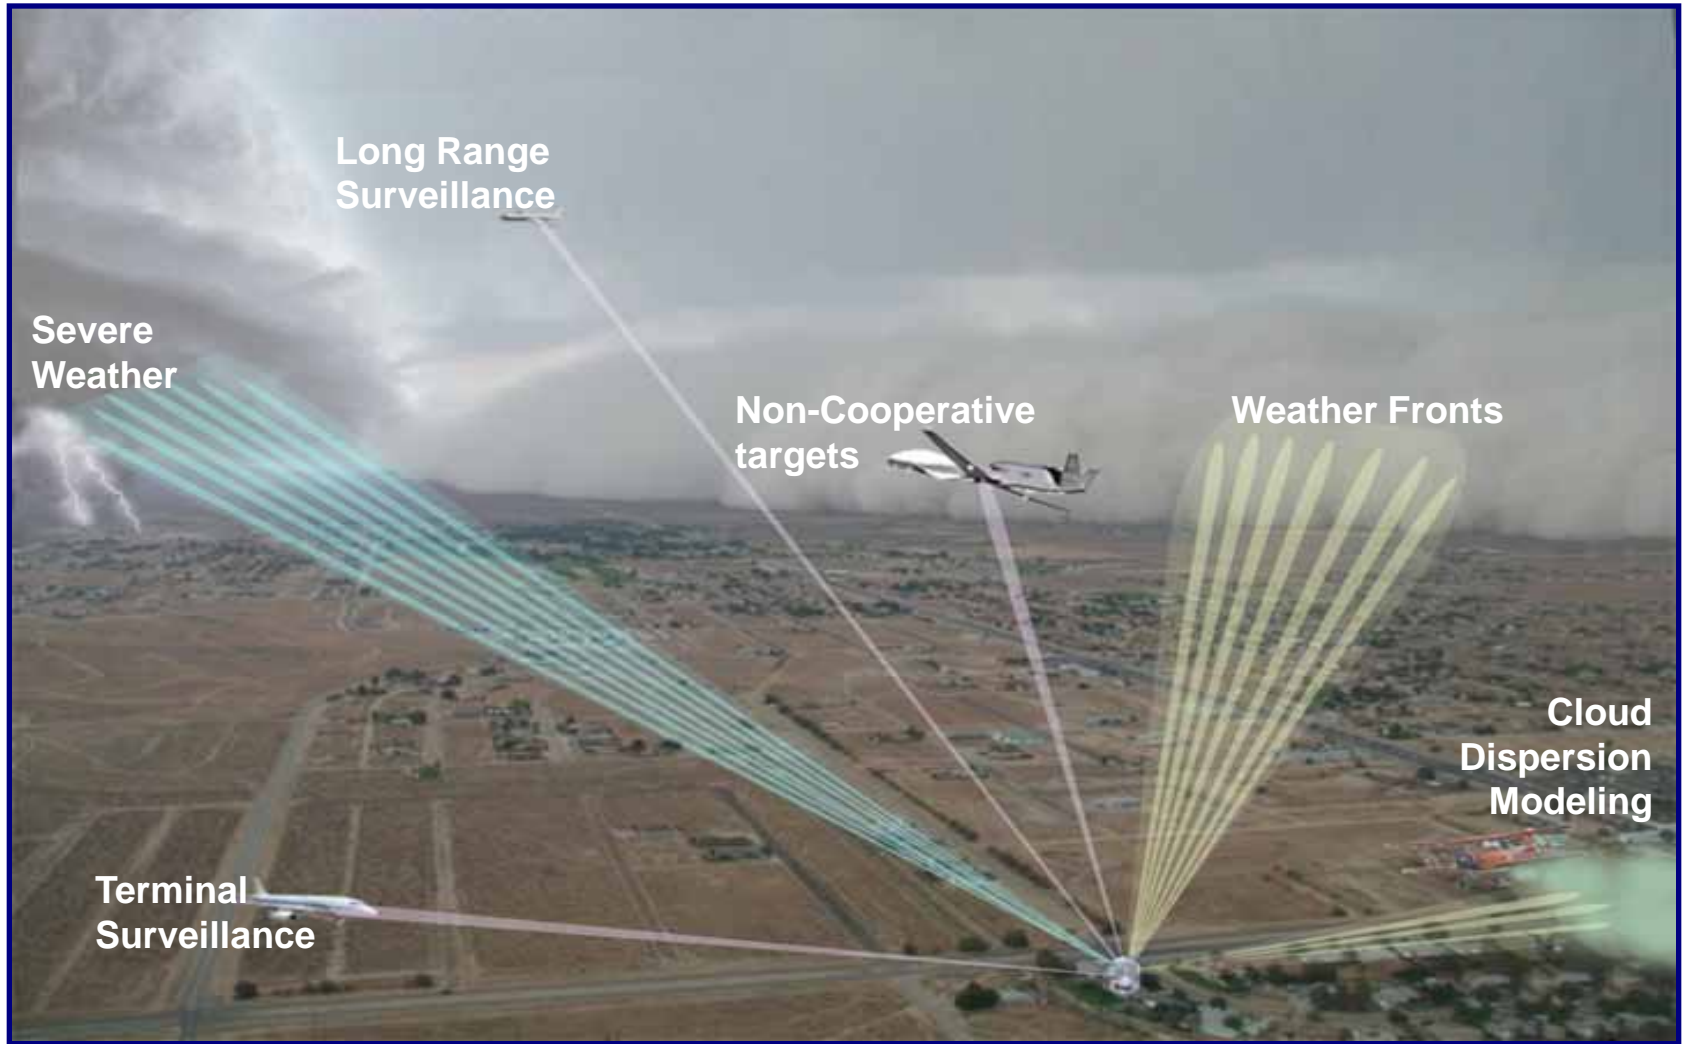 Long Range
Surveillance
Severe
Weather
Non-Cooperative
targets
Weather Fronts
Cloud
Dispersion
Modeling
Terminal
Surveillance